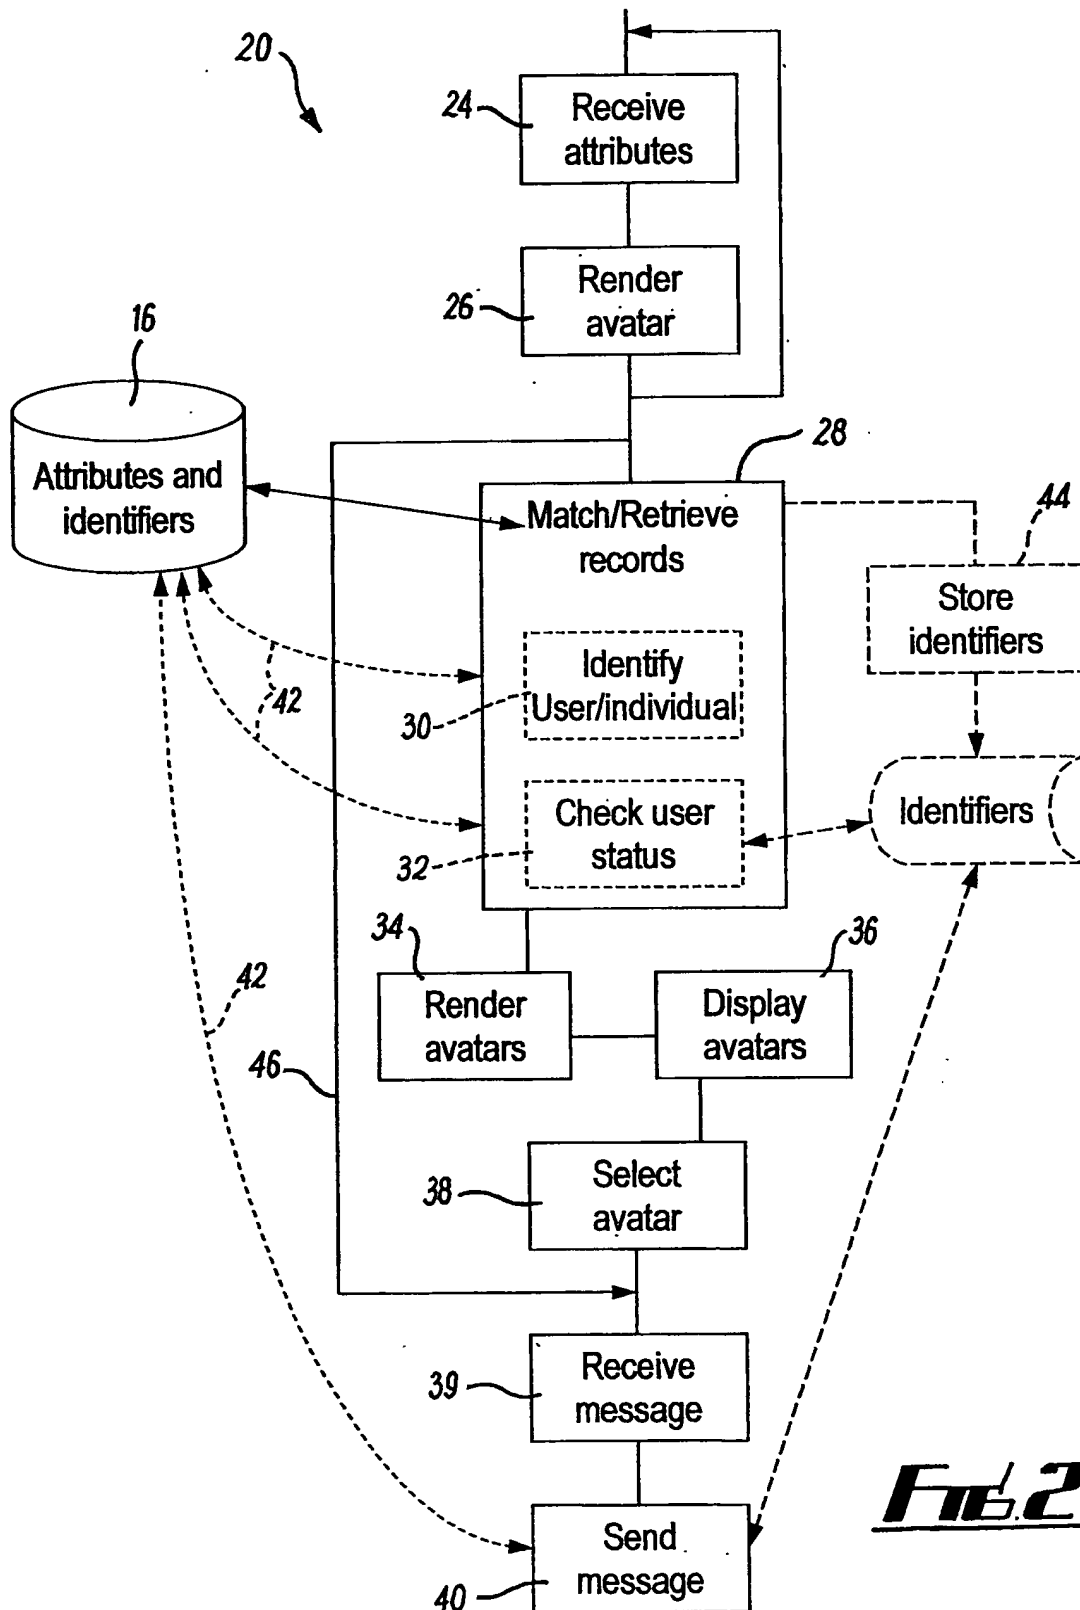 20
24
Receive
attributes
26
Render
avatar
16
Attributes and
identifiers
28
Match/Retrieve
records
44
Store
identifiers
30
Identify
User/individual
42
Identifiers
32
Check user
status
34
Render
avatars
36
Display
avatars
42
46
38
Select
avatar
39
Receive
message
40
Send
message
FIG. 2